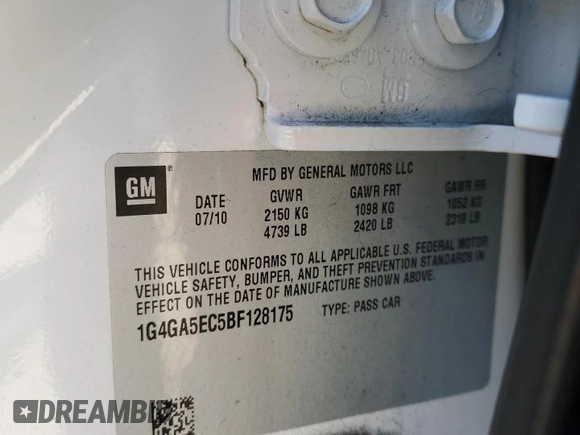 GM
GM
MFD BY GENERAL MOTORS LLC
DATE GVWR GAWR FRT GAWR RR
07/10 2150 KG 1098 KG 1052 KG
4739 LB 2420 LB 2319 LB
THIS VEHICLE CONFORMS TO ALL APPLICABLE U.S. FEDERAL MOTOR
VEHICLE SAFETY, BUMPER, AND THEFT PREVENTION STANDARDS IN
EFFECT ON THE DATE OF MANUFACTURE SHOWN ABOVE.
1G4GA5EC5BF128175 TYPE: PASS CAR
DREAMBI